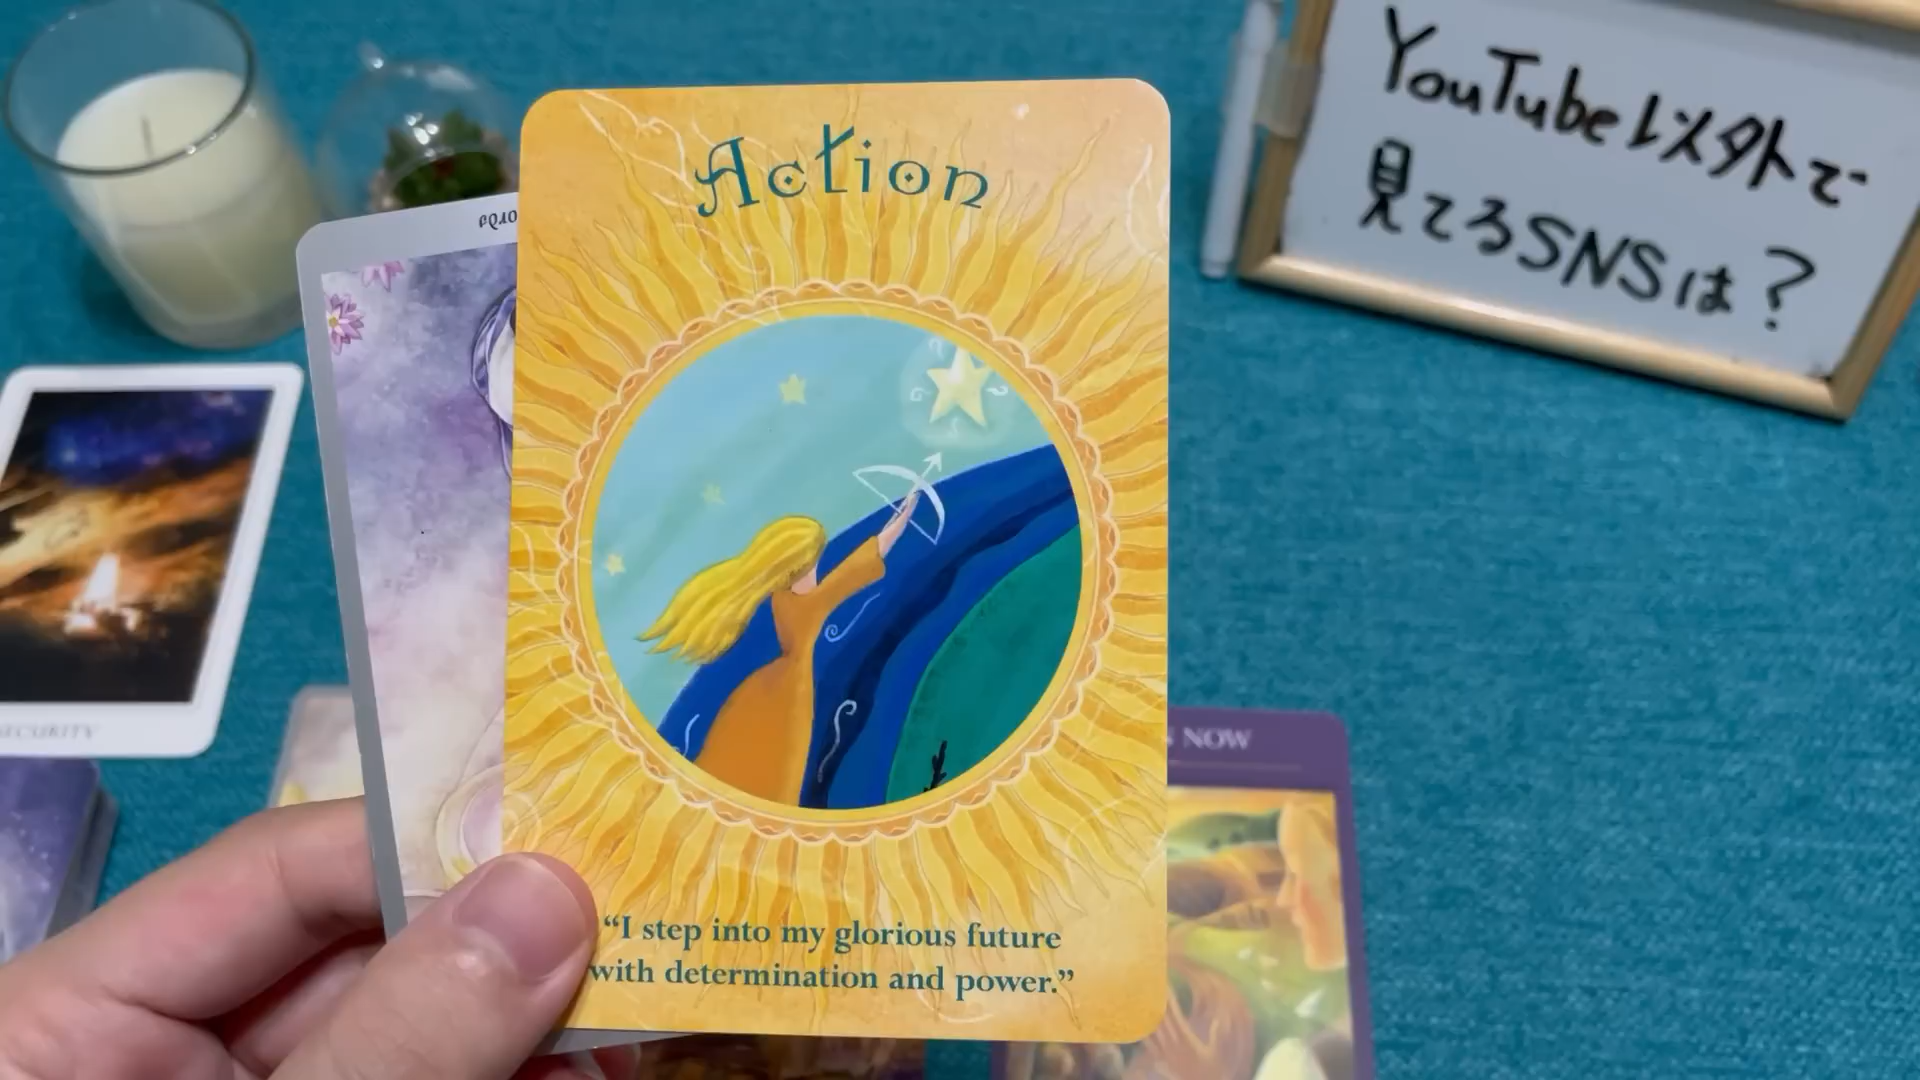 Action
“I step into my glorious future
with determination and power.”
YouTube以外で
見てるSNSは？
SECURITY
NOW